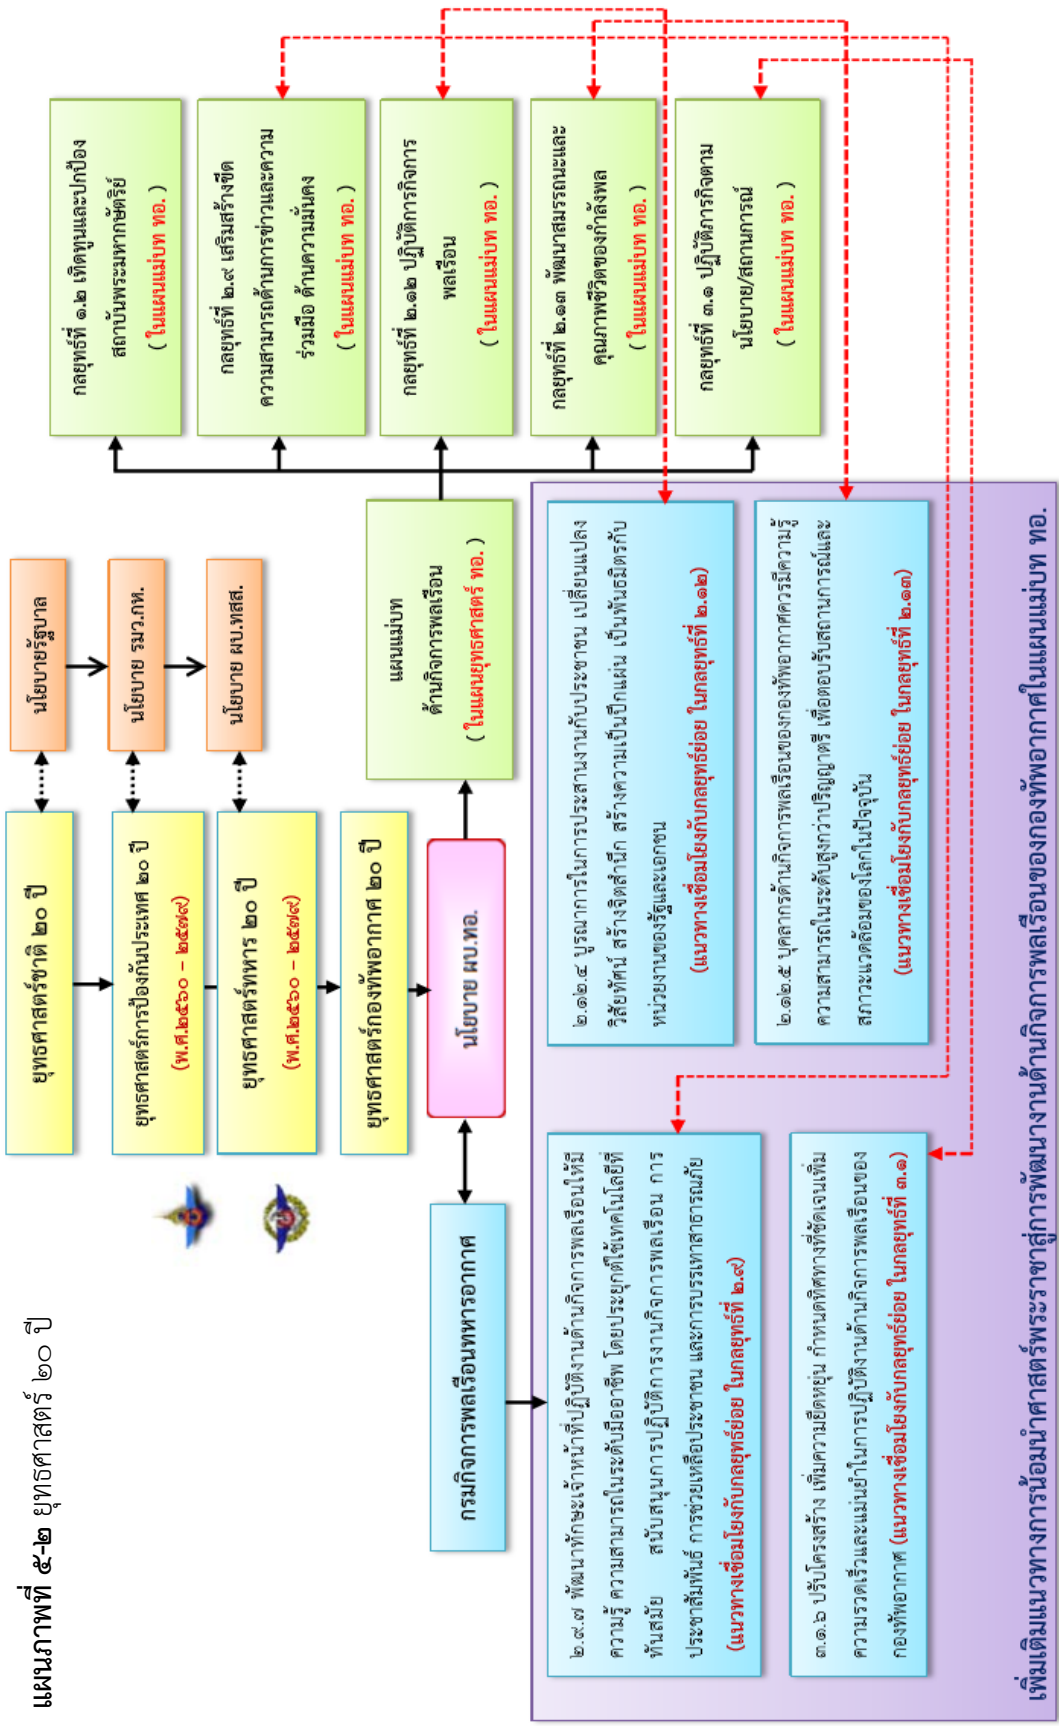 แผนภาพที่ ๕-๒ ยุทธศาสตร์ ๒๐ ปี
ยุทธศาสตร์ชาติ ๒๐ ปี
นโยบายรัฐบาล
ยุทธศาสตร์การป้องกันประเทศ ๒๐ ปี
(พ.ศ.๒๕๖๐ – ๒๕๗๙)
นโยบาย รมว.กห.
ยุทธศาสตร์ทหาร ๒๐ ปี
(พ.ศ.๒๕๖๐ – ๒๕๗๙)
นโยบาย ผบ.ทสส.
ยุทธศาสตร์กองทัพอากาศ ๒๐ ปี
กรมกิจการพลเรือนทหารอากาศ
นโยบาย ผบ.ทอ.
แผนแม่บท
ด้านกิจการพลเรือน
( ในแผนยุทธศาสตร์ ทอ. )
กลยุทธ์ที่ ๑.๒ เทิดทูนและปกป้อง
สถาบันพระมหากษัตริย์
( ในแผนแม่บท ทอ. )
กลยุทธ์ที่ ๒.๙ เสริมสร้างขีด
ความสามารถด้านการข่าวและความ
ร่วมมือ ด้านความมั่นคง
( ในแผนแม่บท ทอ. )
กลยุทธ์ที่ ๒.๑๒ ปฏิบัติการกิจการ
พลเรือน
( ในแผนแม่บท ทอ. )
กลยุทธ์ที่ ๒.๑๓ พัฒนาสมรรถนะและ
คุณภาพชีวิตของกำลังพล
( ในแผนแม่บท ทอ. )
กลยุทธ์ที่ ๓.๑ ปฏิบัติภารกิจตาม
นโยบาย/สถานการณ์
( ในแผนแม่บท ทอ. )
๒.๙.๗ พัฒนาทักษะเจ้าหน้าที่ปฏิบัติงานด้านกิจการพลเรือนให้มี
ความรู้ ความสามารถในระดับมืออาชีพ โดยประยุกต์ใช้เทคโนโลยีที่
ทันสมัย สนับสนุนการปฏิบัติการงานกิจการพลเรือน การ
ประชาสัมพันธ์ การช่วยเหลือประชาชน และการบรรเทาสาธารณภัย
(แนวทางเชื่อมโยงกับกลยุทธ์ย่อย ในกลยุทธ์ที่ ๒.๙)
๒.๑๒.๔ บูรณาการในการประสานงานกับประชาชน เปลี่ยนแปลง
วิสัยทัศน์ สร้างจิตสำนึก สร้างความเป็นปึกแผ่น เป็นพันธมิตรกับ
หน่วยงานของรัฐและเอกชน
(แนวทางเชื่อมโยงกับกลยุทธ์ย่อย ในกลยุทธ์ที่ ๒.๑๒)
๓.๑.๖ ปรับโครงสร้าง เพิ่มความยืดหยุ่น กำหนดทิศทางที่ชัดเจนเพิ่ม
ความรวดเร็วและแม่นยำในการปฏิบัติงานด้านกิจการพลเรือนของ
กองทัพอากาศ (แนวทางเชื่อมโยงกับกลยุทธ์ย่อย ในกลยุทธ์ที่ ๓.๑)
๒.๑๒.๕ บุคลากรด้านกิจการพลเรือนของกองทัพอากาศควรมีความรู้
ความสามารถในระดับสูงกว่าปริญญาตรี เพื่อตอบรับสถานการณ์และ
สภาวะแวดล้อมของโลกในปัจจุบัน
(แนวทางเชื่อมโยงกับกลยุทธ์ย่อย ในกลยุทธ์ที่ ๒.๑๓)
เพิ่มเติมแนวทางการน้อมนำศาสตร์พระราชาสู่การพัฒนางานด้านกิจการพลเรือนของกองทัพอากาศในแผนแม่บท ทอ.